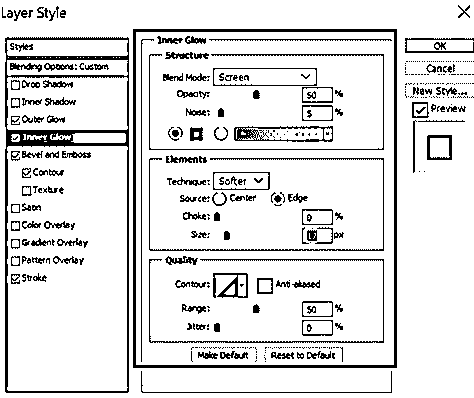 Layer Style
Styles
Blending Options: Custom
Drop Shadow
Inner Shadow
Outer Glow
Inner Glow
Bevel and Emboss
Contour
Texture
Satin
Color Overlay
Gradient Overlay
Pattern Overlay
Stroke
Inner Glow
Structure
Blend Mode: Screen
Opacity: 50 %
Noise: 5 %
Elements
Technique: Softer
Source: Center Edge
Choke: 0 %
Size: px
Quality
Contour: Anti-aliased
Range: 50 %
Jitter: 0 %
Make Default Reset to Default
OK
Cancel
New Style...
Preview